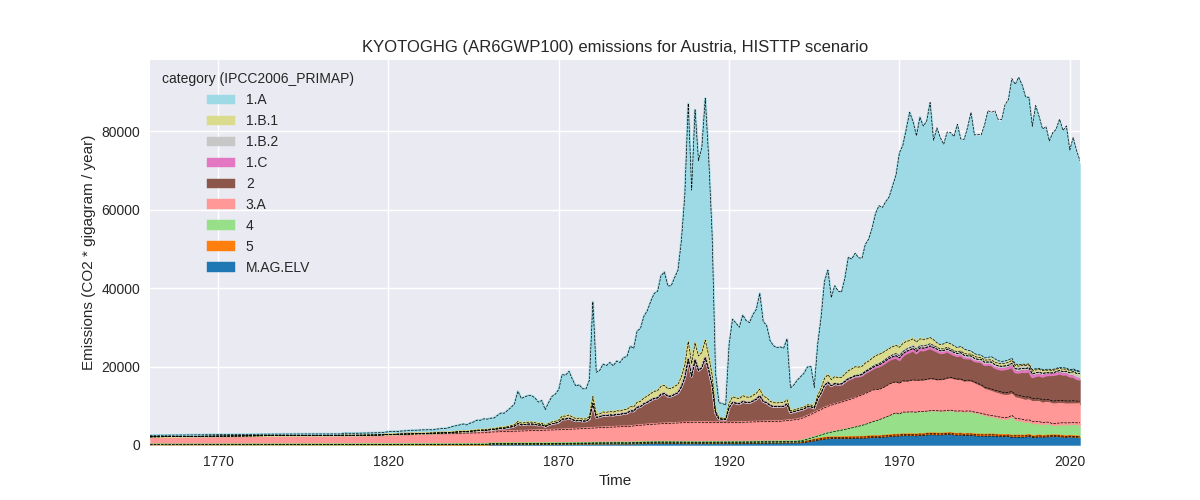 KYOTOGHG (AR6GWP100) emissions for Austria, HISTTP scenario
category (IPCC2006_PRIMAP)
1.A
1.B.1
1.B.2
1.C
2
3.A
4
5
M.AG.ELV
Emissions (CO2 * gigagram / year)
80000
60000
40000
20000
0
1770
1820
1870
1920
1970
2020
Time